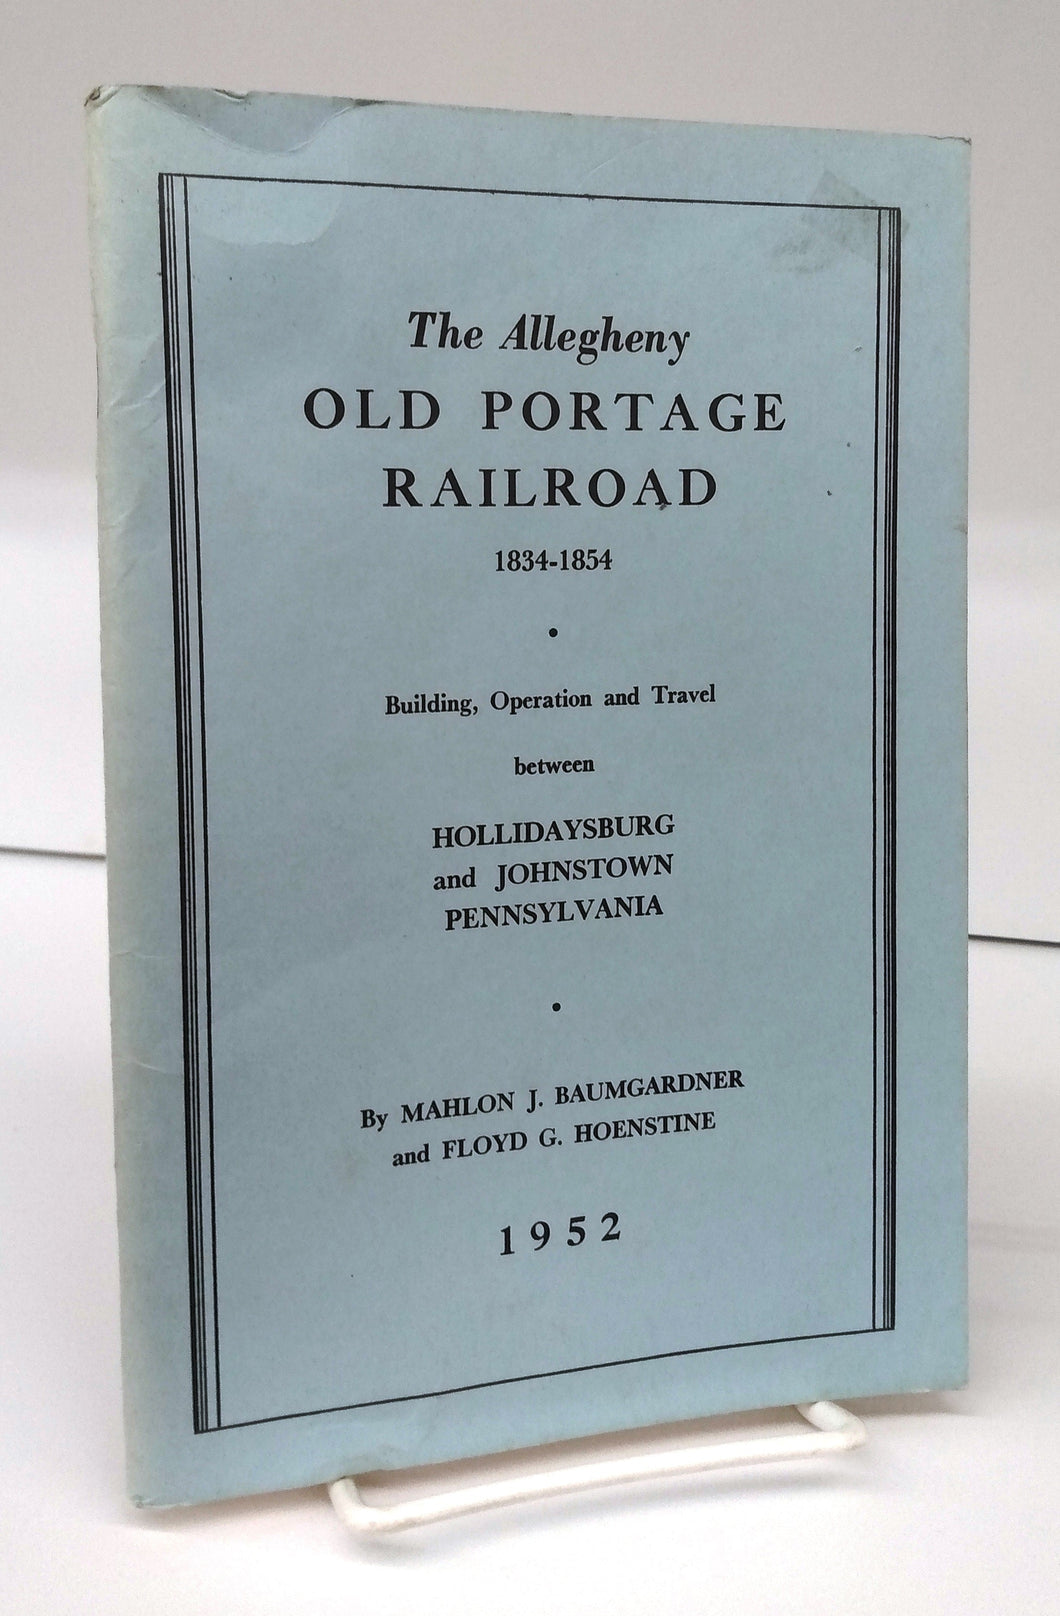 The Allegheny
OLD PORTAGE
RAILROAD
1834-1854
•
Building, Operation and Travel
between
HOLLIDAYSBURG
and JOHNSTOWN
PENNSYLVANIA
•
By MAHLON J. BAUMGARDNER
and FLOYD G. HOENSTINE
1952